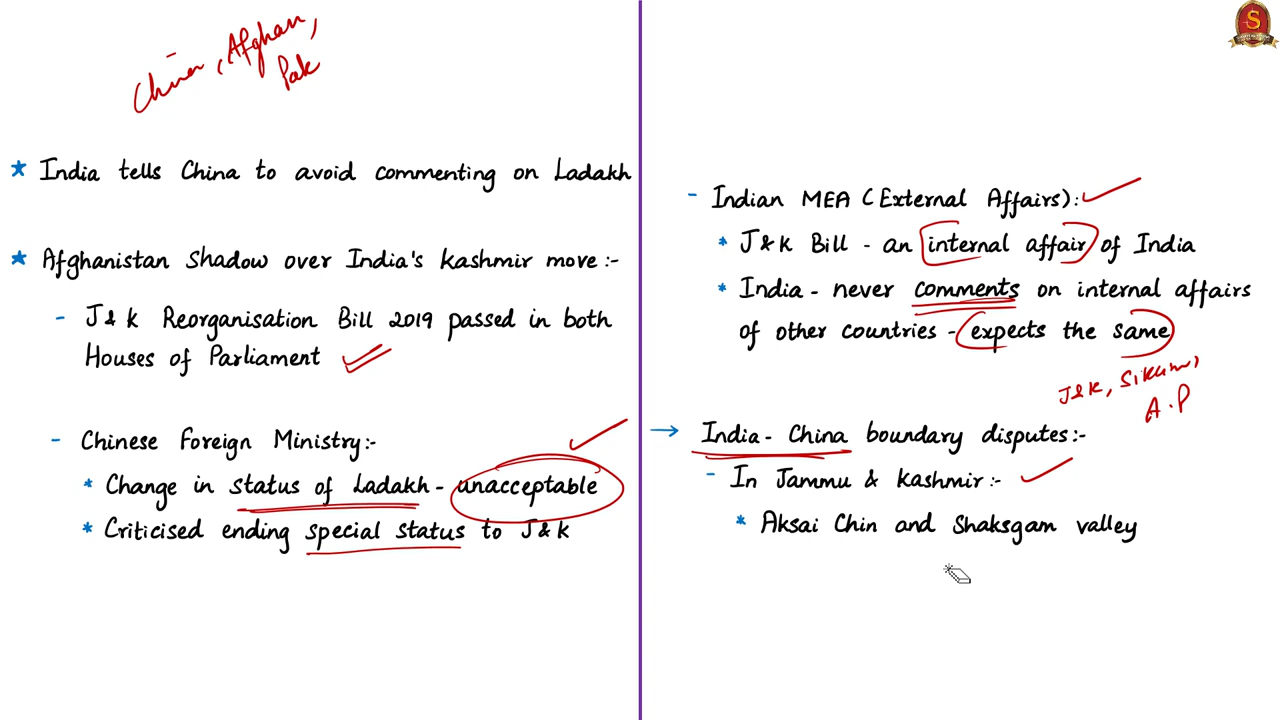 China, Afghan,
Pak
★ India tells China to avoid commenting on Ladakh
★ Afghanistan Shadow over India's Kashmir move:-
- J&K Reorganisation Bill 2019 passed in both
Houses of Parliament
- Chinese Foreign Ministry:-
* Change in status of Ladakh - unacceptable
* Criticised ending special status to J&K
- Indian MEA (External Affairs):
* J&K Bill - an internal affair of India
* India - never comments on internal affairs
of other countries - expects the same
J&K, Sikkim,
A.P
→ India - China boundary disputes:-
- In Jammu & Kashmir:-
* Aksai Chin and Shaksgam valley
S